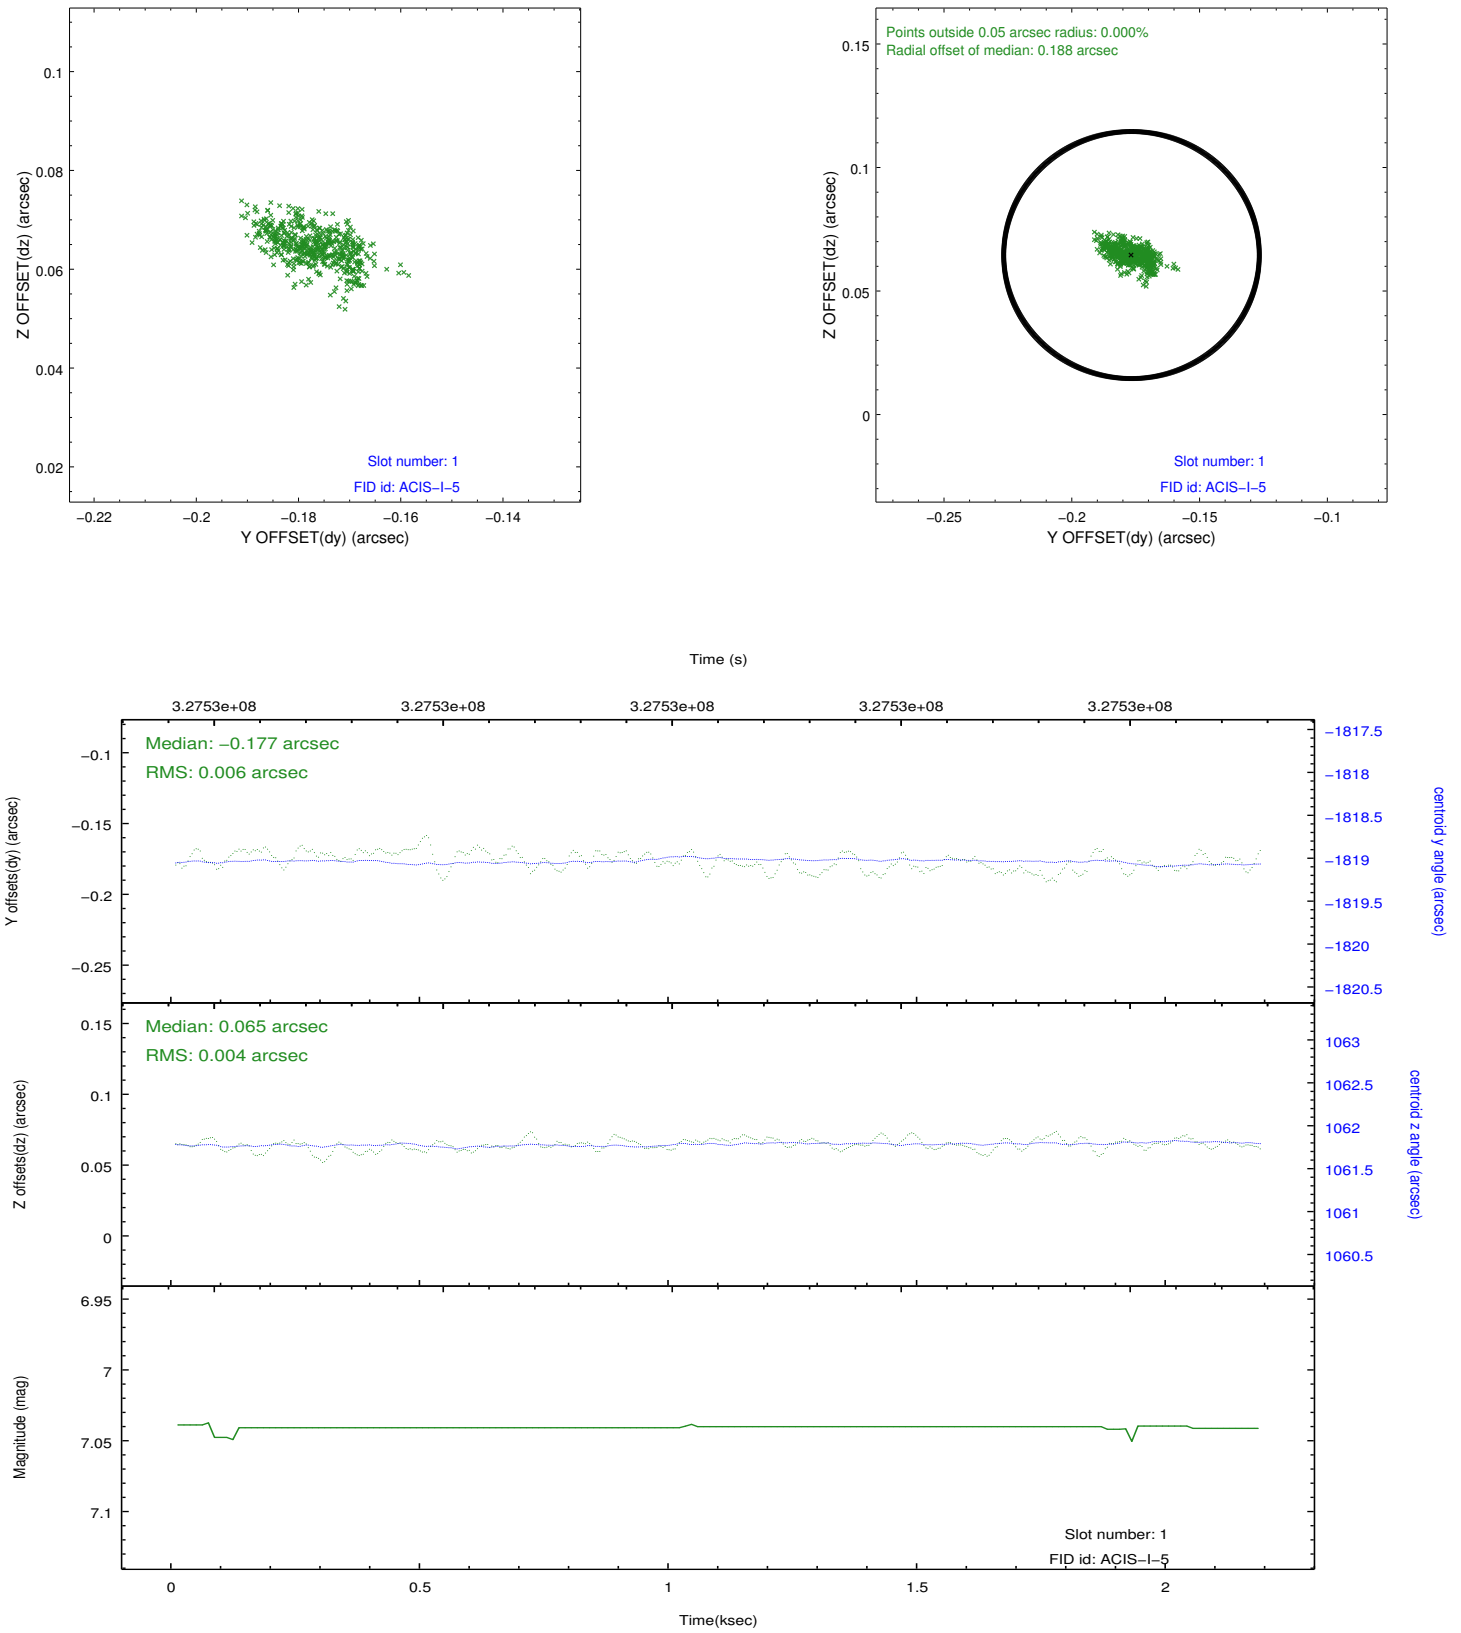 0.1
0.08
0.06
0.04
0.02
Z OFFSET(dz) (arcsec)
Slot number: 1
FID id: ACIS−I−5
−0.22 −0.2 −0.18 −0.16 −0.14
Y OFFSET(dy) (arcsec)
Points outside 0.05 arcsec radius: 0.000%
Radial offset of median: 0.188 arcsec
0.15
0.1
0.05
0
Z OFFSET(dz) (arcsec)
Slot number: 1
FID id: ACIS−I−5
−0.25 −0.2 −0.15 −0.1
Y OFFSET(dy) (arcsec)
Time (s)
3.2753e+08 3.2753e+08 3.2753e+08 3.2753e+08 3.2753e+08
Median: −0.177 arcsec
RMS: 0.006 arcsec
−0.1
−0.15
−0.2
−0.25
Y offsets(dy) (arcsec)
−1817.5
−1818
−1818.5
−1819
−1819.5
−1820
−1820.5
centroid y angle (arcsec)
Median: 0.065 arcsec
RMS: 0.004 arcsec
0.15
0.1
0.05
0
Z offsets(dz) (arcsec)
1063
1062.5
1062
1061.5
1061
1060.5
centroid z angle (arcsec)
6.95
7
7.05
7.1
Magnitude (mag)
Slot number: 1
FID id: ACIS−I−5
0 0.5 1 1.5 2
Time(ksec)